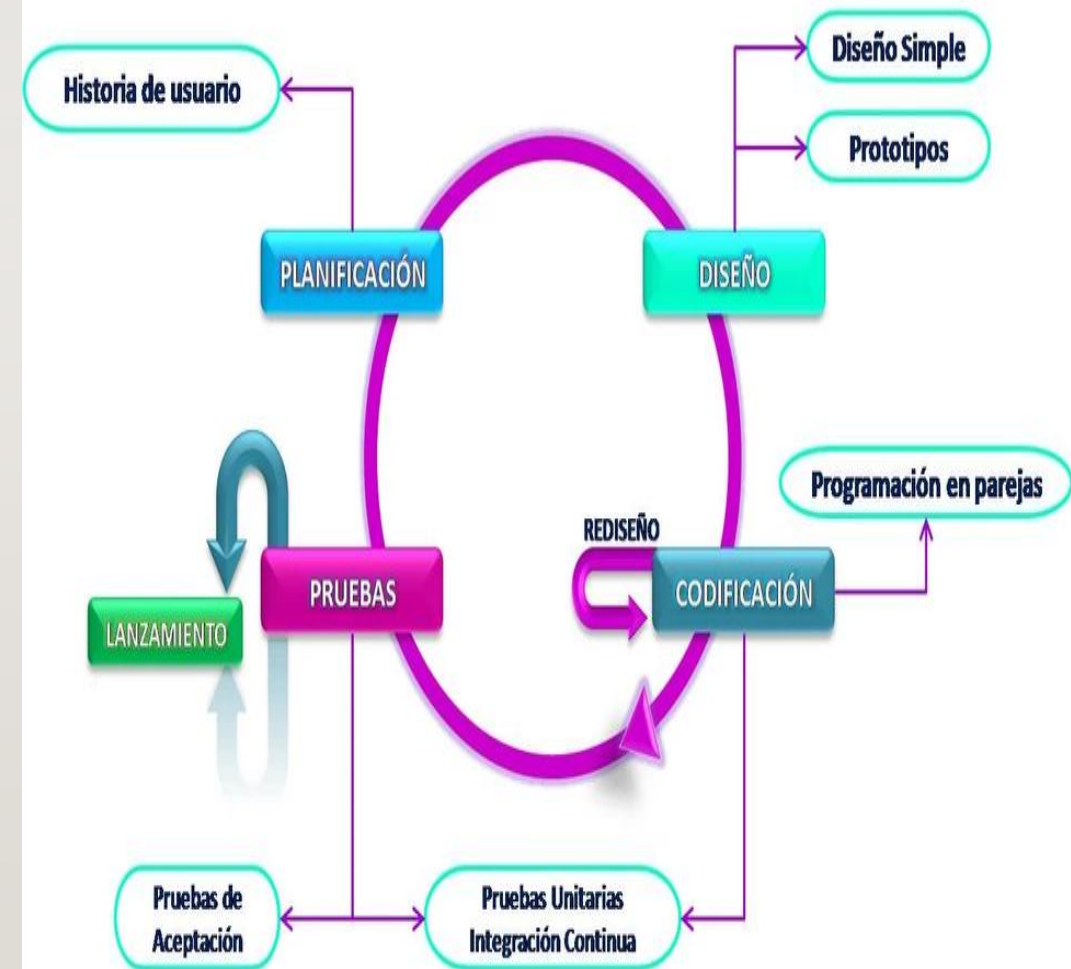 Historia de usuario
Diseño Simple
Prototipos
PLANIFICACIÓN
DISEÑO
Programación en parejas
REDISEÑO
PRUEBAS
CODIFICACIÓN
LANZAMIENTO
Pruebas de
Aceptación
Pruebas Unitarias
Integración Continua